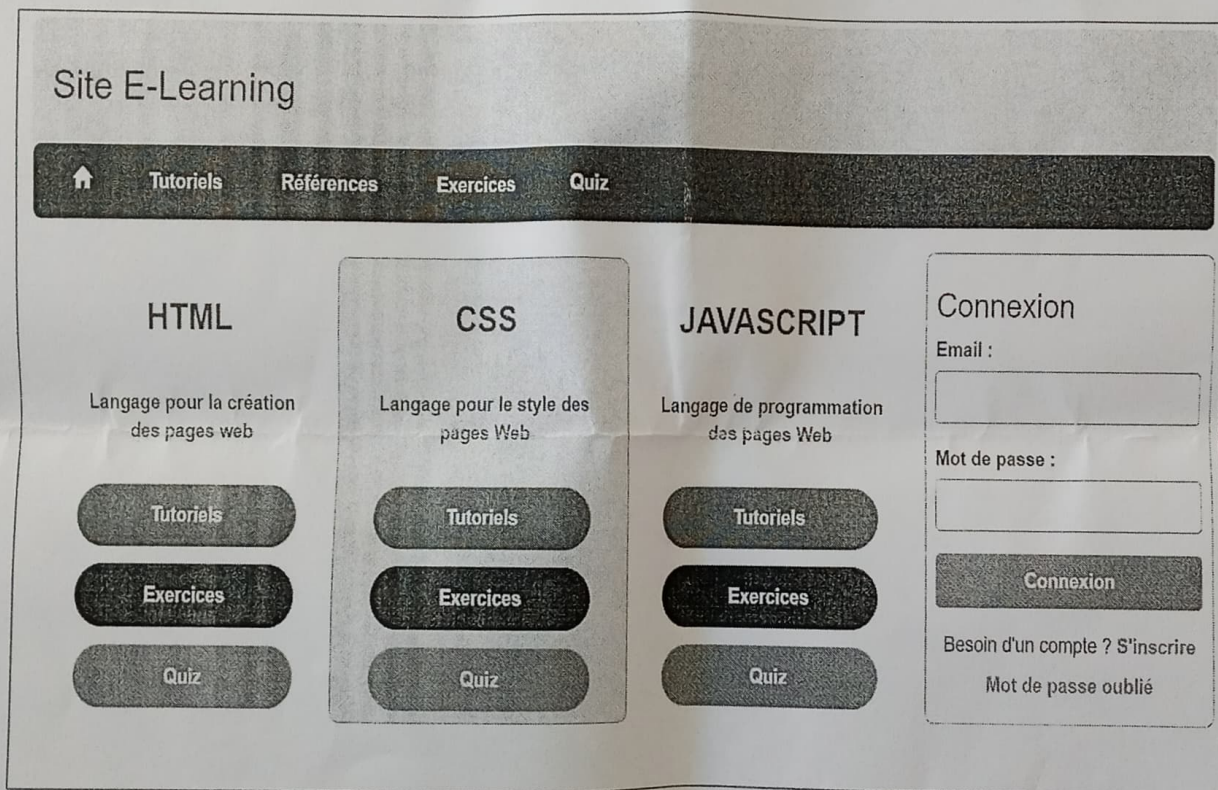 Site E-Learning
Tutoriels Références Exercices Quiz
HTML
Langage pour la création
des pages web
Tutoriels
Exercices
Quiz
CSS
Langage pour le style des
pages Web
Tutoriels
Exercices
Quiz
JAVASCRIPT
Langage de programmation
des pages Web
Tutoriels
Exercices
Quiz
Connexion
Email :
Mot de passe :
Connexion
Besoin d'un compte ? S'inscrire
Mot de passe oublié